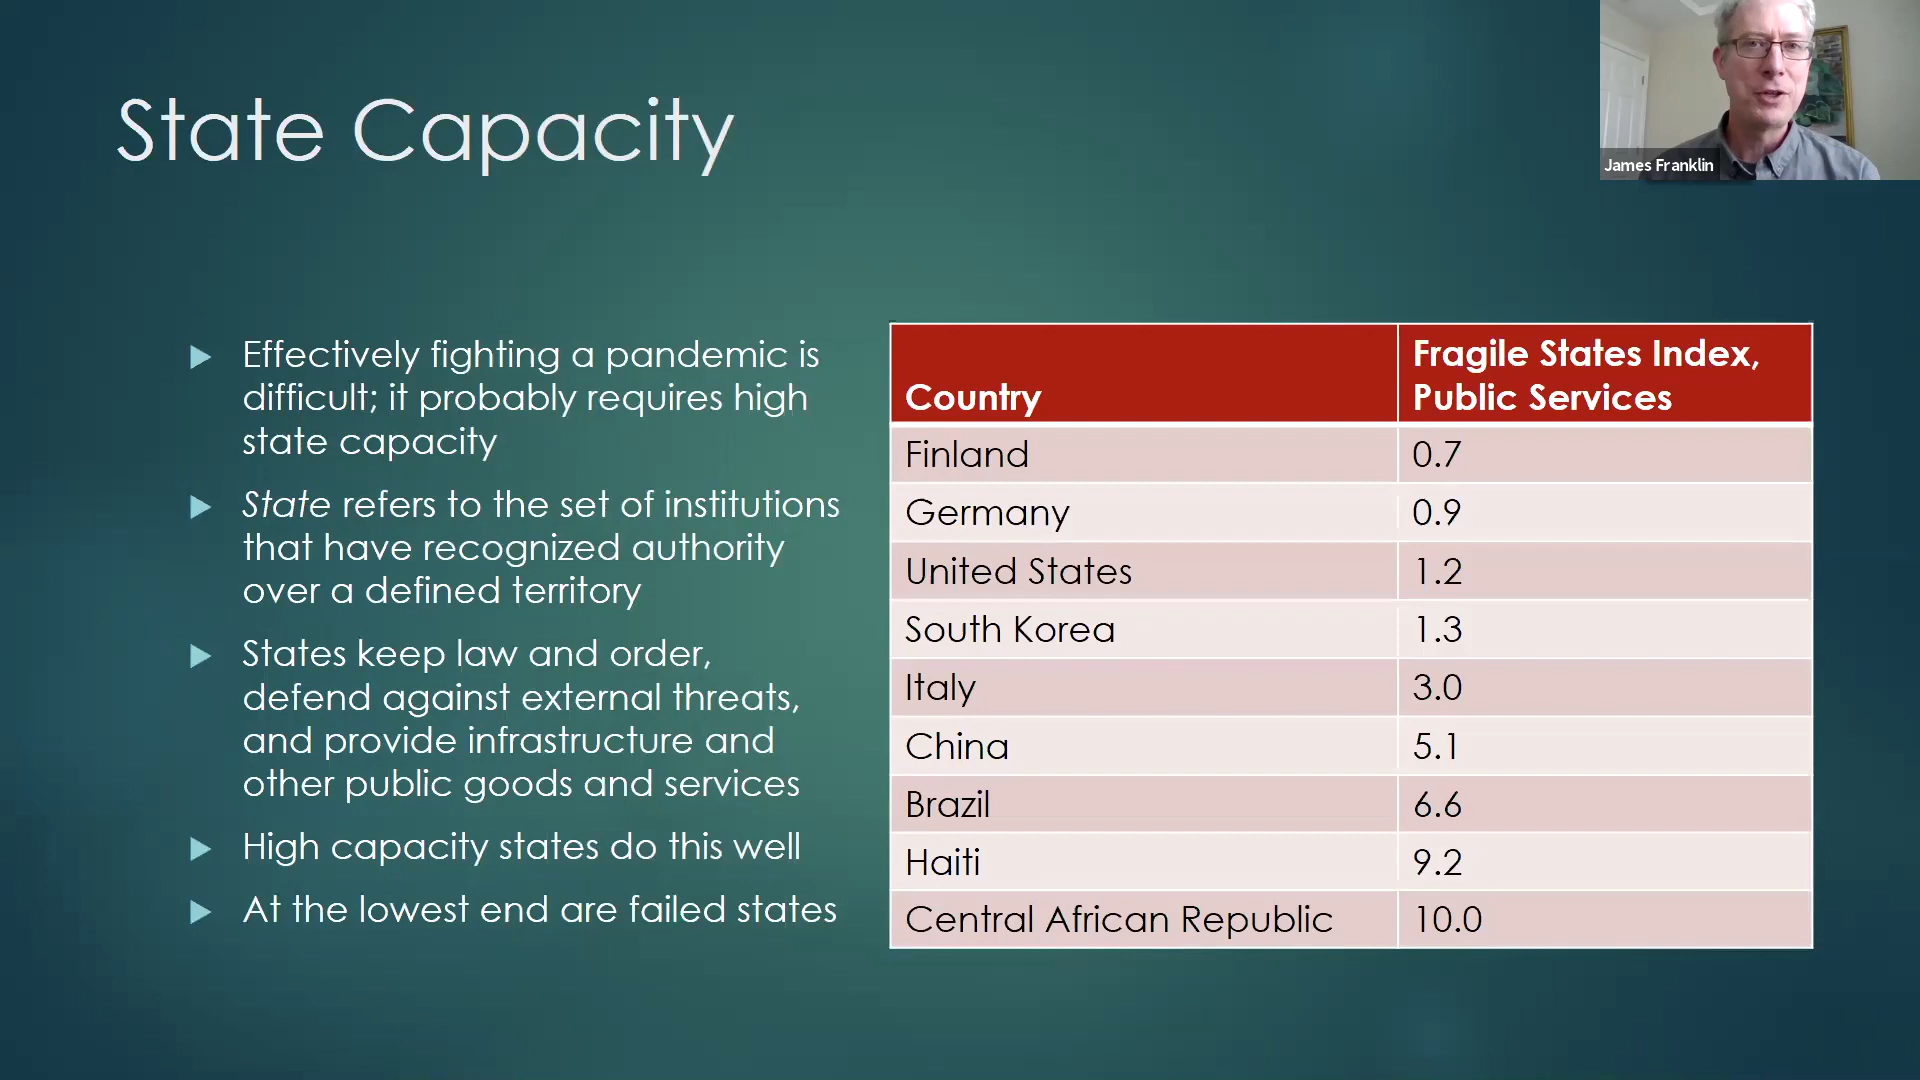 State Capacity
James Franklin
Effectively fighting a pandemic is
difficult; it probably requires high
state capacity
State refers to the set of institutions
that have recognized authority
over a defined territory
States keep law and order,
defend against external threats,
and provide infrastructure and
other public goods and services
High capacity states do this well
At the lowest end are failed states
Country Fragile States Index,
Public Services
Finland 0.7
Germany 0.9
United States 1.2
South Korea 1.3
Italy 3.0
China 5.1
Brazil 6.6
Haiti 9.2
Central African Republic 10.0